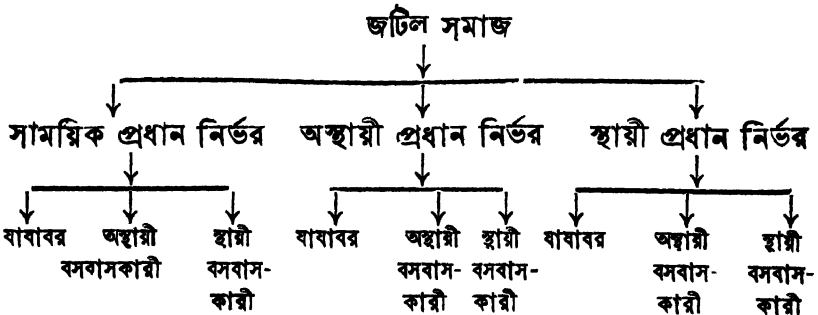 জটিল সমাজ
সাময়িক প্রধান নির্ভর অস্থায়ী প্রধান নির্ভর স্থায়ী প্রধান নির্ভর
যাযাবর অস্থায়ী স্থায়ী যাযাবর অস্থায়ী স্থায়ী যাযাবর অস্থায়ী স্থায়ী
বসবাসকারী বসবাস- বসবাস- বসবাস- বসবাস- বসবাস-
কারী কারী কারী কারী কারী